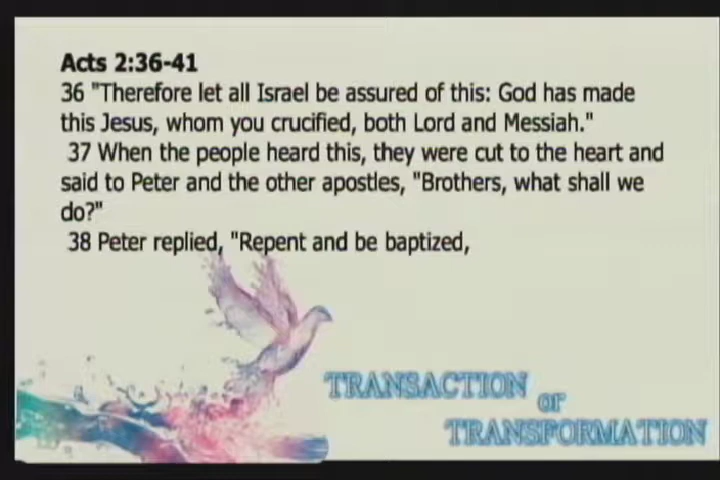 Acts 2:36-41
36 "Therefore let all Israel be assured of this: God has made
this Jesus, whom you crucified, both Lord and Messiah."
37 When the people heard this, they were cut to the heart and
said to Peter and the other apostles, "Brothers, what shall we
do?"
38 Peter replied, "Repent and be baptized,
TRANSACTION
or
TRANSFORMATION